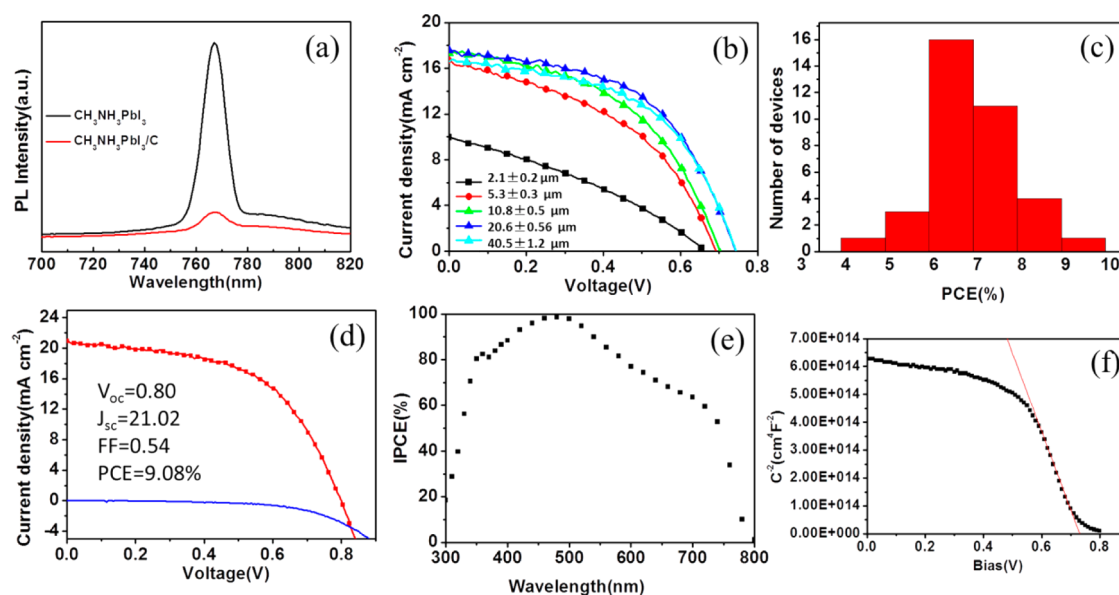 (a)
PL Intensity(a.u.)
CH₃NH₃PbI₃
CH₃NH₃PbI₃/C
700 720 740 760 780 800 820
Wavelength(nm)
(b)
Current density(mA cm⁻²)
20
16
12
8
4
0
2.1±0.2 μm
5.3±0.3 μm
10.8±0.5 μm
20.6±0.56 μm
40.5±1.2 μm
0.0 0.2 0.4 0.6 0.8
Voltage(V)
(c)
Number of devices
16
14
12
10
8
6
4
2
0
3 4 5 6 7 8 9 10
PCE(%)
(d)
Current density(mA cm⁻²)
24
20
16
12
8
4
0
-4
V_oc=0.80
J_sc=21.02
FF=0.54
PCE=9.08%
0.0 0.2 0.4 0.6 0.8
Voltage(V)
(e)
IPCE(%)
100
80
60
40
20
0
300 400 500 600 700 800
Wavelength(nm)
(f)
C⁻²(cm⁴F⁻²)
7.00E+014
6.00E+014
5.00E+014
4.00E+014
3.00E+014
2.00E+014
1.00E+014
0.00E+000
0.0 0.2 0.4 0.6 0.8
Bias(V)